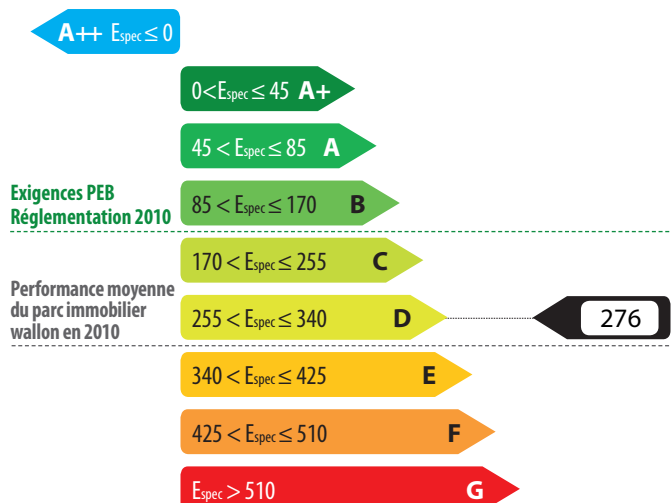 A++ Espec ≤ 0
0<Espec ≤ 45 A+
45 < Espec ≤ 85 A
Exigences PEB
Réglementation 2010
85 < Espec ≤ 170 B
170 < Espec ≤ 255 C
Performance moyenne
du parc immobilier
wallon en 2010
255 < Espec ≤ 340 D
276
340 < Espec ≤ 425 E
425 < Espec ≤ 510 F
Espec > 510 G